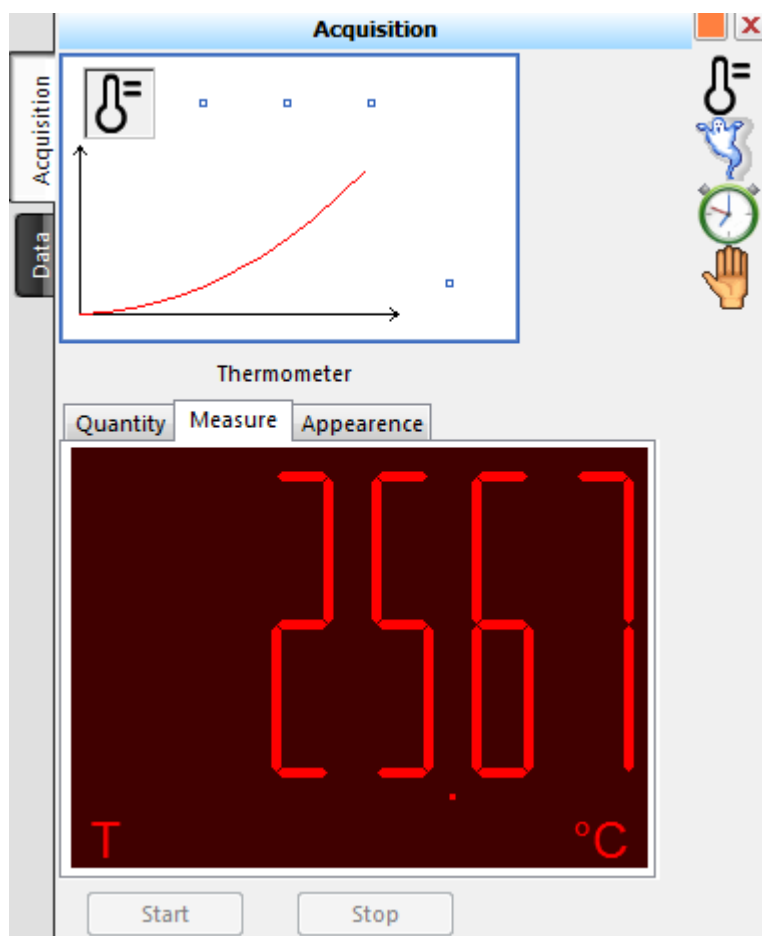 Acquisition
Acquisition
Data
Thermometer
Quantity
Measure
Appearence
25.67
T
°C
Start
Stop